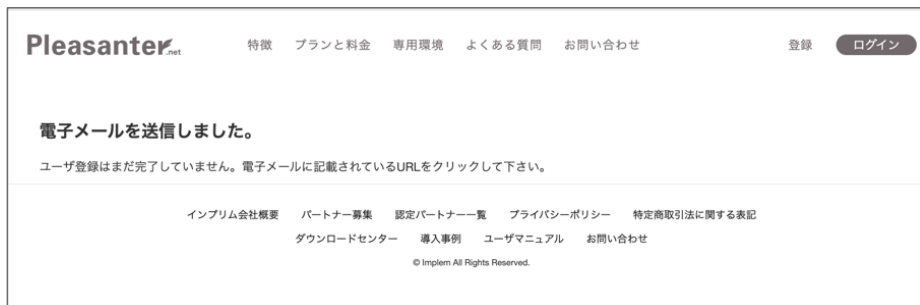 Pleasanter.net
特徴 プランと料金 専用環境 よくある質問 お問い合わせ 登録 ログイン
電子メールを送信しました。
ユーザ登録はまだ完了していません。電子メールに記載されているURLをクリックして下さい。
インプリム会社概要 パートナー募集 認定パートナー一覧 プライバシーポリシー 特定商取引法に関する表記
ダウンロードセンター 導入事例 ユーザマニュアル お問い合わせ
© Implem All Rights Reserved.